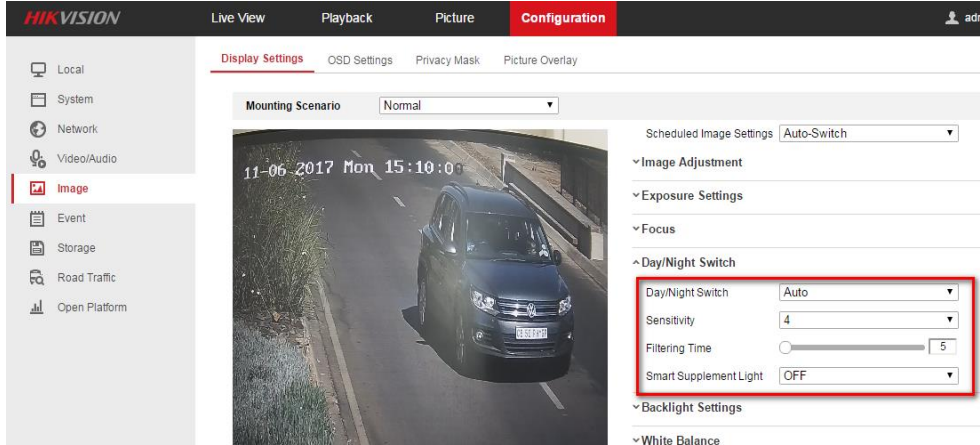 HIKVISION
Live View Playback Picture Configuration adm
Local
System
Network
Video/Audio
Image
Event
Storage
Road Traffic
Open Platform
Display Settings OSD Settings Privacy Mask Picture Overlay
Mounting Scenario Normal
11-06 2017 Mon 15:10:0
Scheduled Image Settings Auto-Switch
Image Adjustment
Exposure Settings
Focus
Day/Night Switch
Day/Night Switch Auto
Sensitivity 4
Filtering Time 5
Smart Supplement Light OFF
Backlight Settings
White Balance